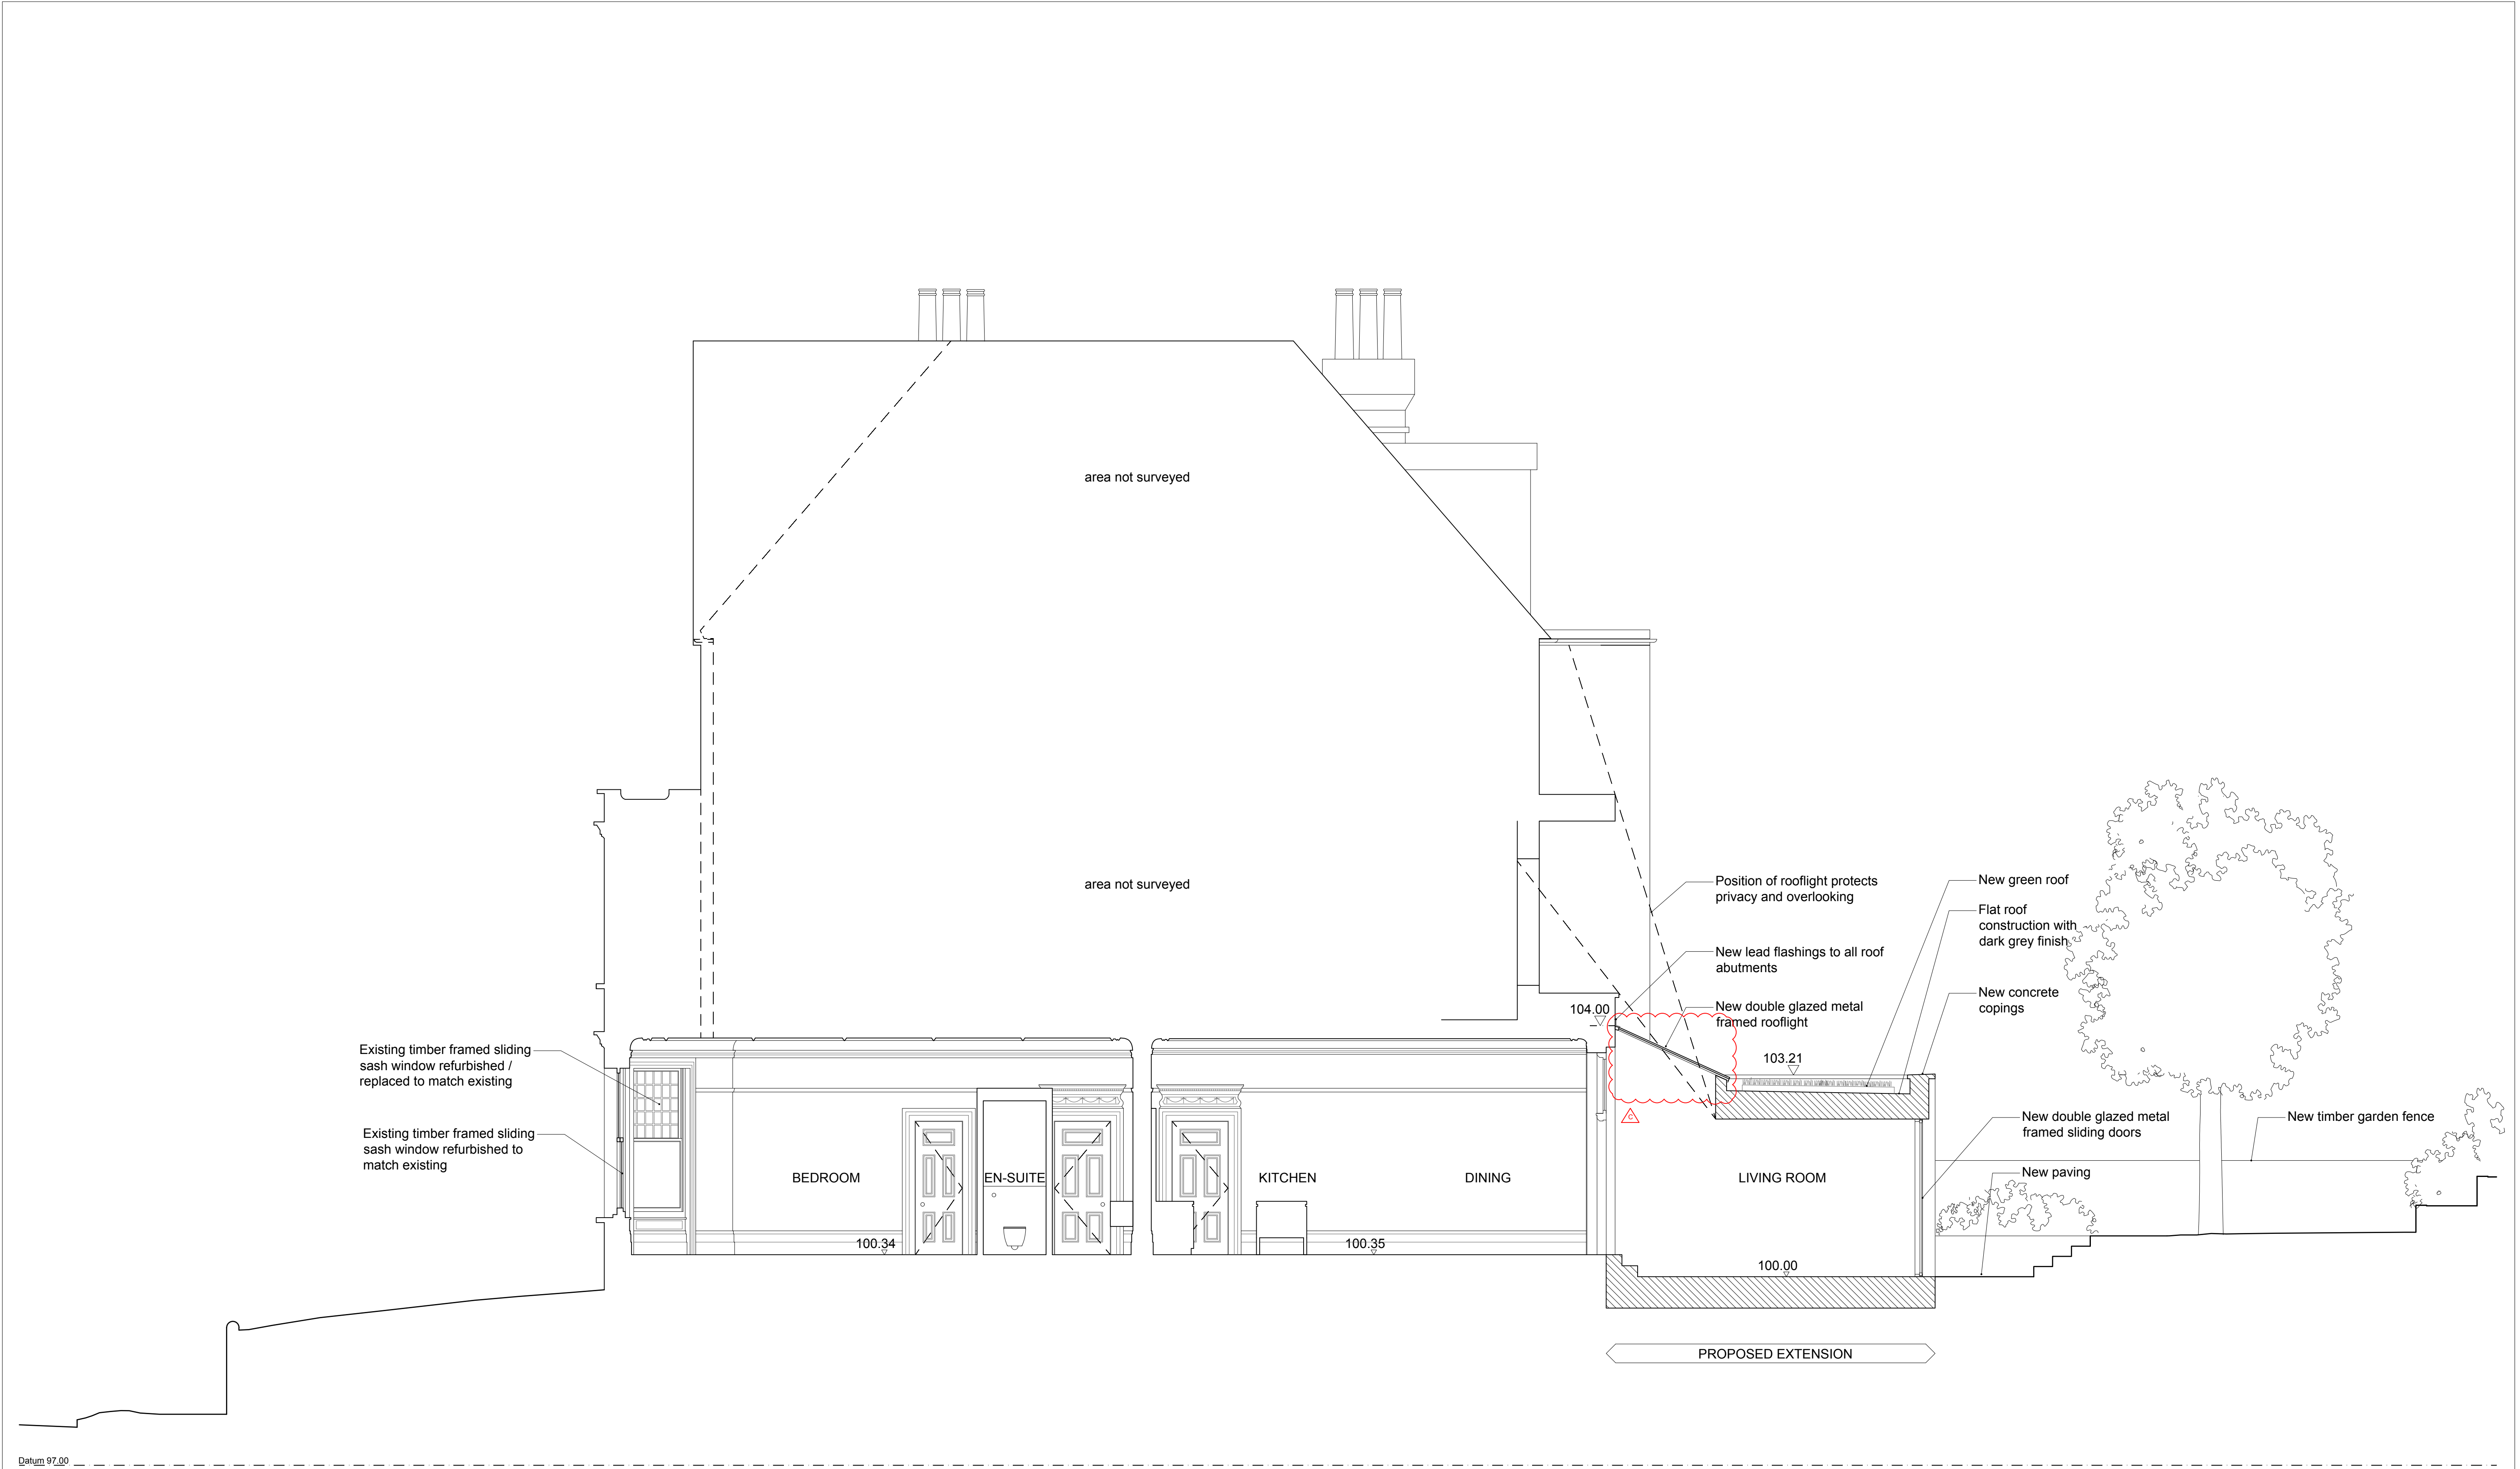 area not surveyed
area not surveyed
Position of rooflight protects
privacy and overlooking
New lead flashings to all roof
abutments
New double glazed metal
framed rooflight
104.00
103.21
C
New green roof
Flat roof
construction with
dark grey finish
New concrete
copings
New double glazed metal
framed sliding doors
New timber garden fence
New paving
Existing timber framed sliding
sash window refurbished /
replaced to match existing
Existing timber framed sliding
sash window refurbished to
match existing
BEDROOM
EN-SUITE
KITCHEN
DINING
LIVING ROOM
100.34
100.35
100.00
PROPOSED EXTENSION
Datum 97.00